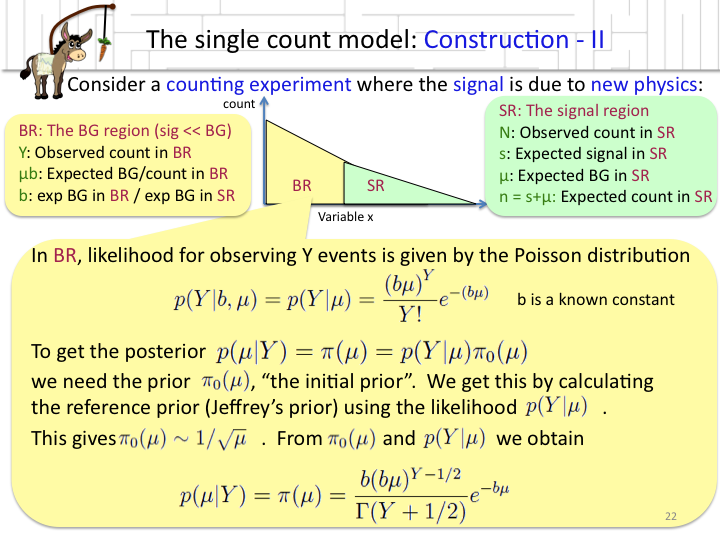 The single count model: Construction - II
Consider a counting experiment where the signal is due to new physics:
count
BR: The BG region (sig << BG)
Y: Observed count in BR
μb: Expected BG/count in BR
b: exp BG in BR / exp BG in SR
BR
SR
Variable x
SR: The signal region
N: Observed count in SR
s: Expected signal in SR
μ: Expected BG in SR
n = s+μ: Expected count in SR
In BR, likelihood for observing Y events is given by the Poisson distribution
p(Y|b, μ) = p(Y|μ) = (bμ)^Y / Y! e^{-(bμ)} b is a known constant
To get the posterior p(μ|Y) = π(μ) = p(Y|μ)π₀(μ)
we need the prior π₀(μ), “the initial prior”. We get this by calculating
the reference prior (Jeffrey’s prior) using the likelihood p(Y|μ) .
This gives π₀(μ) ∼ 1/√μ . From π₀(μ) and p(Y|μ) we obtain
p(μ|Y) = π(μ) = b(bμ)^{Y-1/2} / Γ(Y + 1/2) e^{-bμ}
22